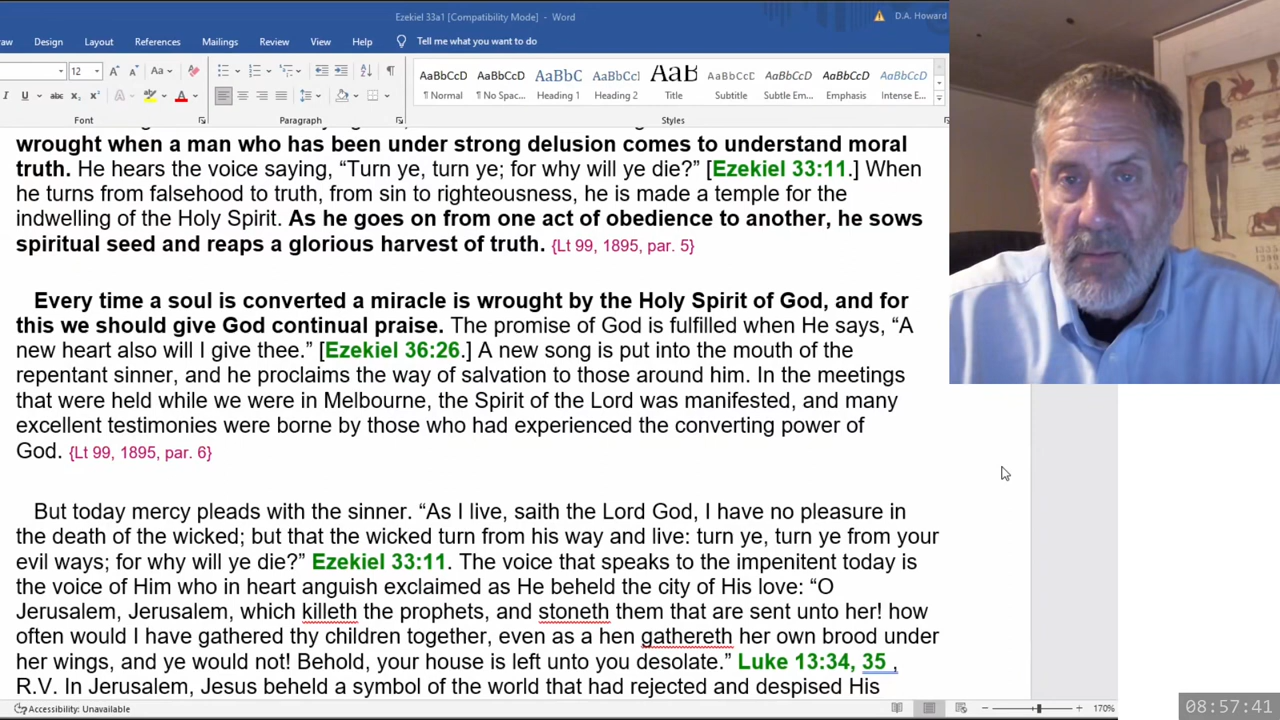 Ezekiel 33a1 [Compatibility Mode] - Word
D.A. Howard
Design Layout References Mailings Review View Help Tell me what you want to do
12
AaBbCcD AaBbCcD AaBbC AaBbCcI AaB AaBbCcD AaBbCcD AaBbCcD AaBbCcD
¶ Normal ¶ No Spac... Heading 1 Heading 2 Title Subtitle Subtle Em... Emphasis Intense E...
Font Paragraph Styles
wrought when a man who has been under strong delusion comes to understand moral
truth. He hears the voice saying, “Turn ye, turn ye; for why will ye die?” [Ezekiel 33:11.] When
he turns from falsehood to truth, from sin to righteousness, he is made a temple for the
indwelling of the Holy Spirit. As he goes on from one act of obedience to another, he sows
spiritual seed and reaps a glorious harvest of truth. {Lt 99, 1895, par. 5}
Every time a soul is converted a miracle is wrought by the Holy Spirit of God, and for
this we should give God continual praise. The promise of God is fulfilled when He says, “A
new heart also will I give thee.” [Ezekiel 36:26.] A new song is put into the mouth of the
repentant sinner, and he proclaims the way of salvation to those around him. In the meetings
that were held while we were in Melbourne, the Spirit of the Lord was manifested, and many
excellent testimonies were borne by those who had experienced the converting power of
God. {Lt 99, 1895, par. 6}
But today mercy pleads with the sinner. “As I live, saith the Lord God, I have no pleasure in
the death of the wicked; but that the wicked turn from his way and live: turn ye, turn ye from your
evil ways; for why will ye die?” Ezekiel 33:11. The voice that speaks to the impenitent today is
the voice of Him who in heart anguish exclaimed as He beheld the city of His love: “O
Jerusalem, Jerusalem, which killeth the prophets, and stoneth them that are sent unto her! how
often would I have gathered thy children together, even as a hen gathereth her own brood under
her wings, and ye would not! Behold, your house is left unto you desolate.” Luke 13:34, 35 ,
R.V. In Jerusalem, Jesus beheld a symbol of the world that had rejected and despised His
Accessibility: Unavailable
170%
08:57:41